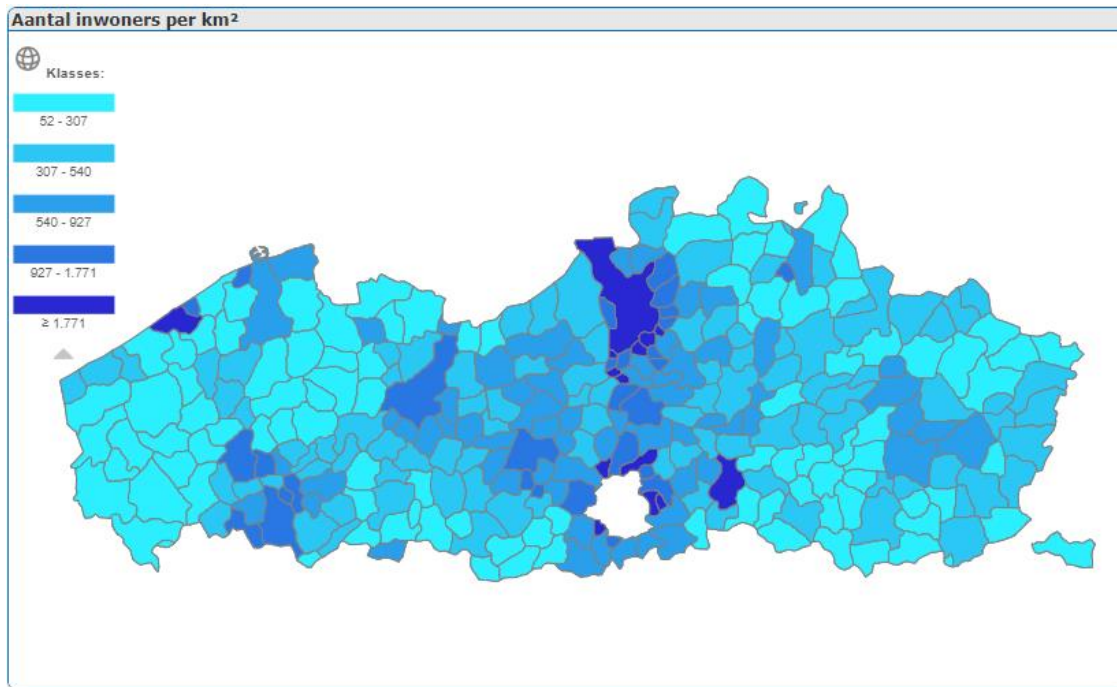 Aantal inwoners per km²
Klasses:
52 - 307
307 - 540
540 - 927
927 - 1.771
≥ 1.771